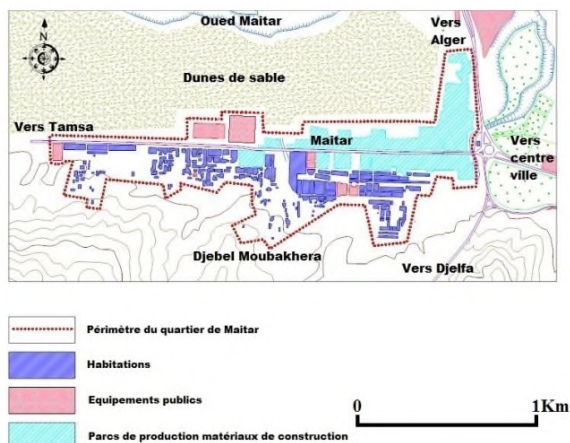 Oued Maitar
Vers
Alger
N
Dunes de sable
Vers Tamsa
Maitar
Vers
centre
ville
Djebel Moubakhera
Vers Djelfa
Périmètre du quartier de Maitar
Habitations
Equipements publics
Parcs de production matériaux de construction
0
1Km